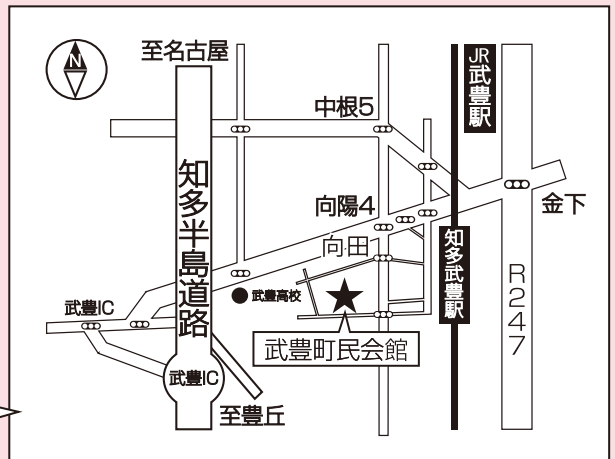 N
至名古屋
JR武豊駅
中根5
知多半島道路
向陽4
金下
向田
知多武豊駅
R247
武豊IC
武豊高校
武豊町民会館
武豊IC
至豊丘